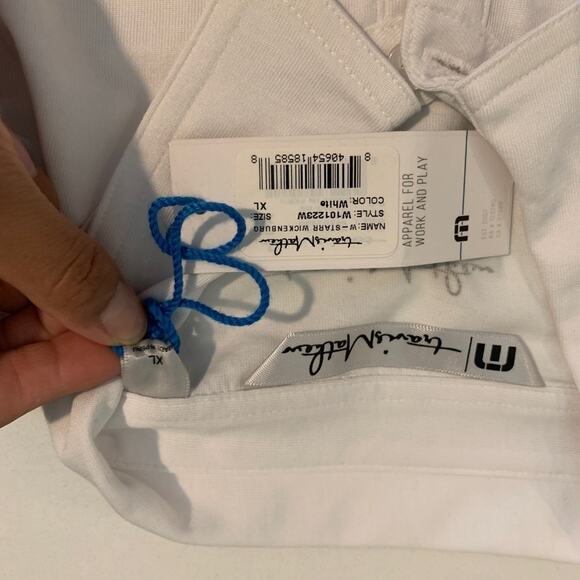 travisMathew
NAME: W-STARR WICKENBURG
STYLE: W101223W SIZE:
COLOR: White XL
8 40654 18585 8
APPAREL FOR
WORK AND PLAY
travisMathew
XL